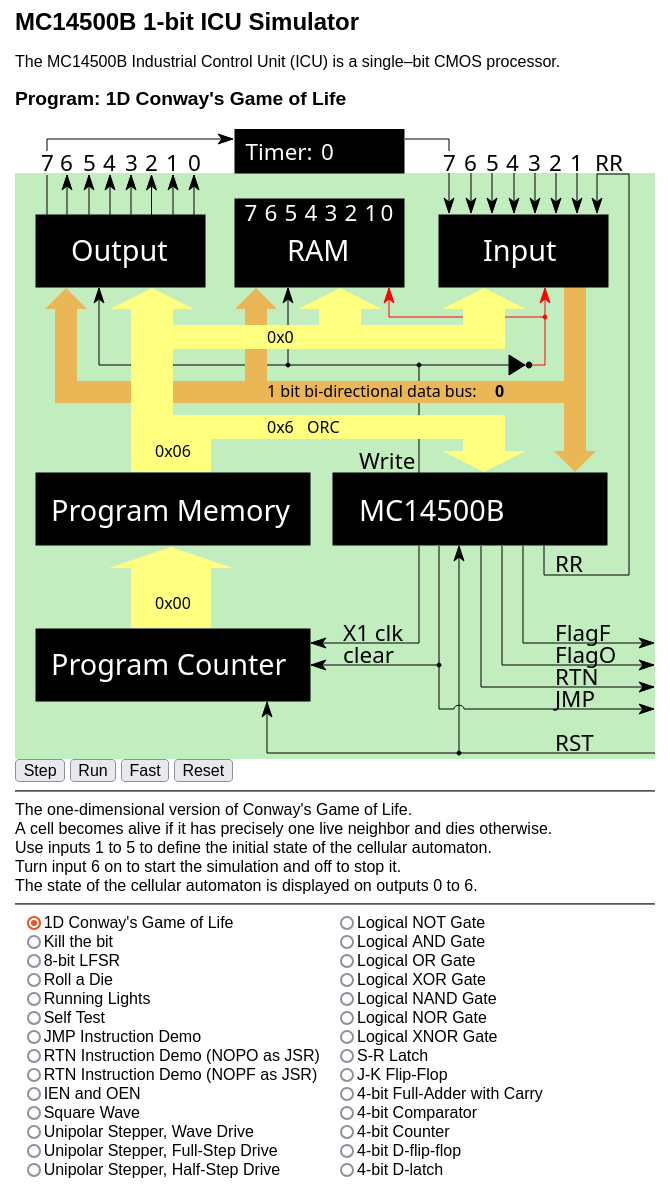 MC14500B 1-bit ICU Simulator
The MC14500B Industrial Control Unit (ICU) is a single–bit CMOS processor.
Program: 1D Conway's Game of Life
Timer: 0
7 6 5 4 3 2 1 0
7 6 5 4 3 2 1 RR
7 6 5 4 3 2 1 0
Output
RAM
Input
0x0
1 bit bi-directional data bus: 0
0x6 ORC
0x06
Write
Program Memory
MC14500B
RR
0x00
X1 clk
FlagF
clear
FlagO
Program Counter
RTN
JMP
RST
Step Run Fast Reset
The one-dimensional version of Conway's Game of Life.
A cell becomes alive if it has precisely one live neighbor and dies otherwise.
Use inputs 1 to 5 to define the initial state of the cellular automaton.
Turn input 6 on to start the simulation and off to stop it.
The state of the cellular automaton is displayed on outputs 0 to 6.
1D Conway's Game of Life
Kill the bit
8-bit LFSR
Roll a Die
Running Lights
Self Test
JMP Instruction Demo
RTN Instruction Demo (NOPO as JSR)
RTN Instruction Demo (NOPF as JSR)
IEN and OEN
Square Wave
Unipolar Stepper, Wave Drive
Unipolar Stepper, Full-Step Drive
Unipolar Stepper, Half-Step Drive
Logical NOT Gate
Logical AND Gate
Logical OR Gate
Logical XOR Gate
Logical NAND Gate
Logical NOR Gate
Logical XNOR Gate
S-R Latch
J-K Flip-Flop
4-bit Full-Adder with Carry
4-bit Comparator
4-bit Counter
4-bit D-flip-flop
4-bit D-latch